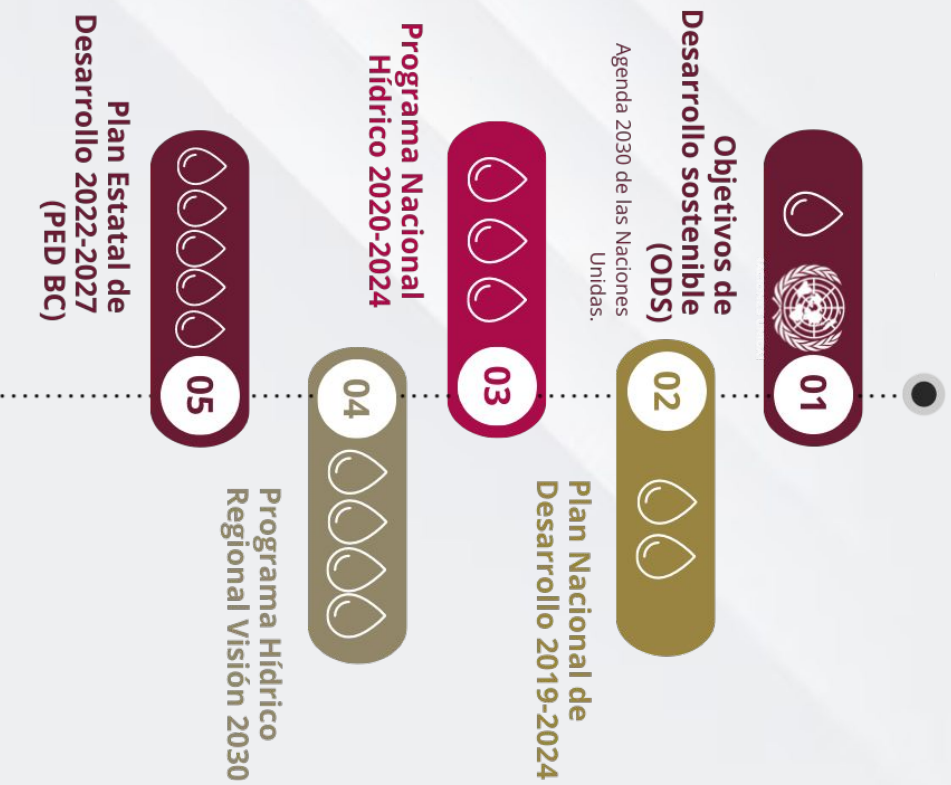 01
Objetivos de
Desarrollo sostenible
(ODS)
Agenda 2030 de las Naciones
Unidas.
02
Plan Nacional de
Desarrollo 2019-2024
03
Programa Nacional
Hídrico 2020-2024
04
Programa Hídrico
Regional Visión 2030
05
Plan Estatal de
Desarrollo 2022-2027
(PED BC)